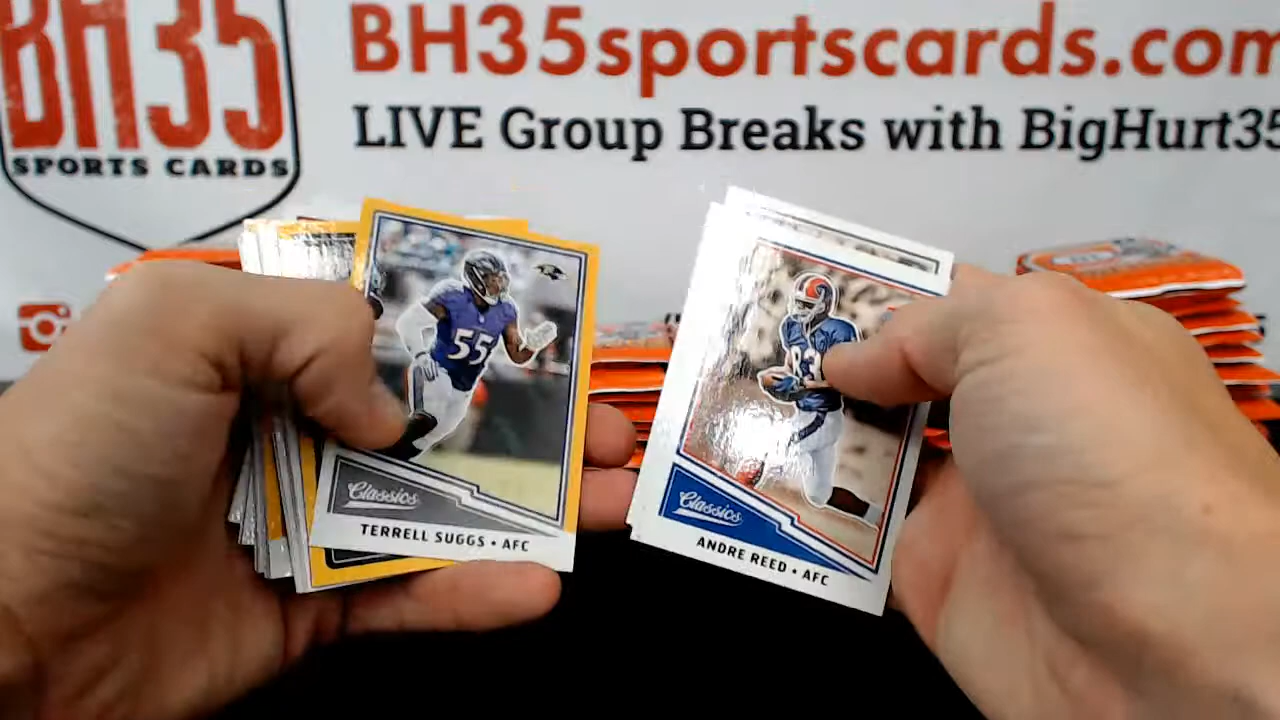 BH35
SPORTS CARDS
BH35sportscards.com
LIVE Group Breaks with BigHurt35
55
Classics
TERRELL SUGGS • AFC
83
Classics
ANDRE REED • AFC